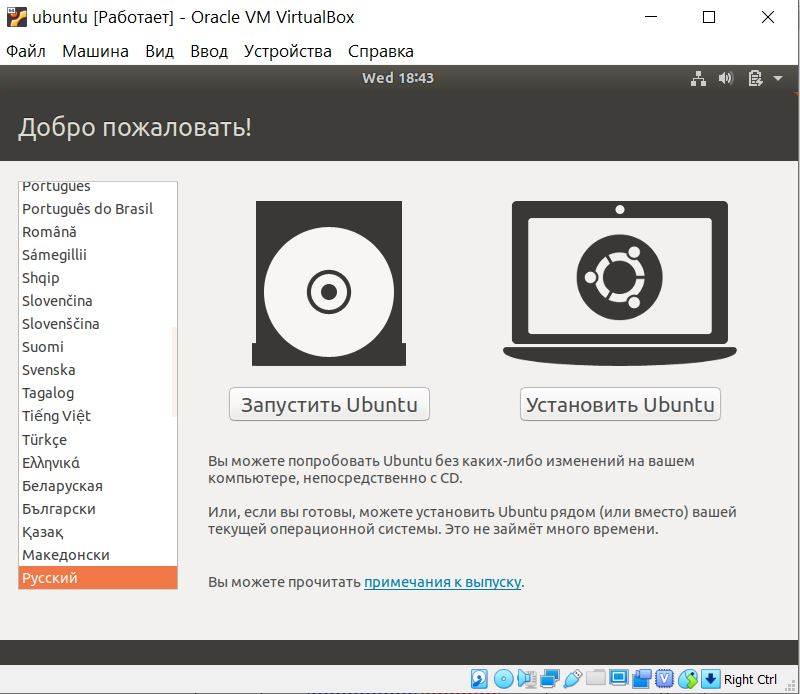 ubuntu [Работает] - Oracle VM VirtualBox
Файл Машина Вид Ввод Устройства Справка
Wed 18:43
Добро пожаловать!
Português
Português do Brasil
Română
Sámegillii
Shqip
Slovenčina
Slovenščina
Suomi
Svenska
Tagalog
Tiếng Việt
Türkçe
Ελληνικά
Беларуская
Български
Қазақ
Македонски
Русский
Запустить Ubuntu
Установить Ubuntu
Вы можете попробовать Ubuntu без каких-либо изменений на вашем
компьютере, непосредственно с CD.
Или, если вы готовы, можете установить Ubuntu рядом (или вместо) вашей
текущей операционной системы. Это не займёт много времени.
Вы можете прочитать примечания к выпуску.
Right Ctrl